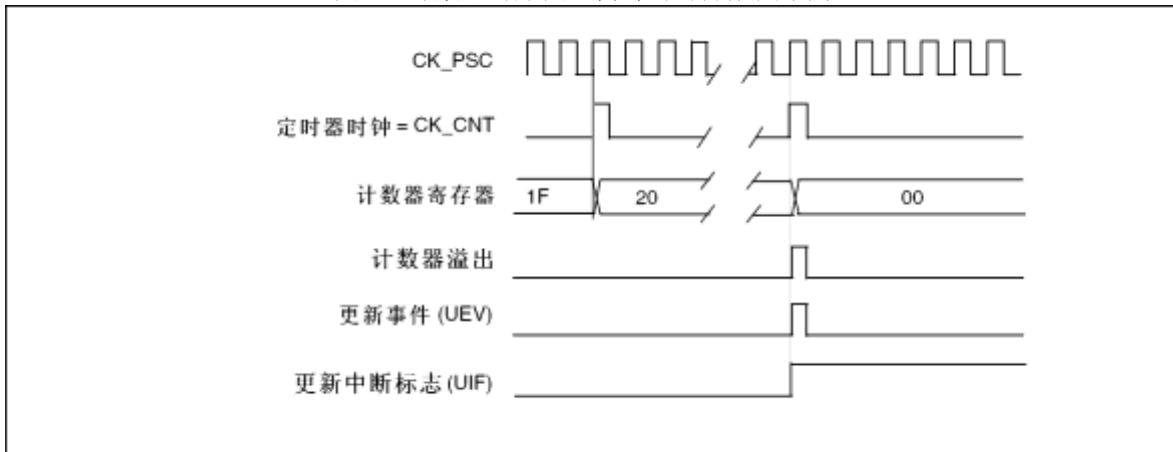 CK_PSC
定时器时钟 = CK_CNT
计数器寄存器 1F 20 00
计数器溢出
更新事件 (UEV)
更新中断标志 (UIF)